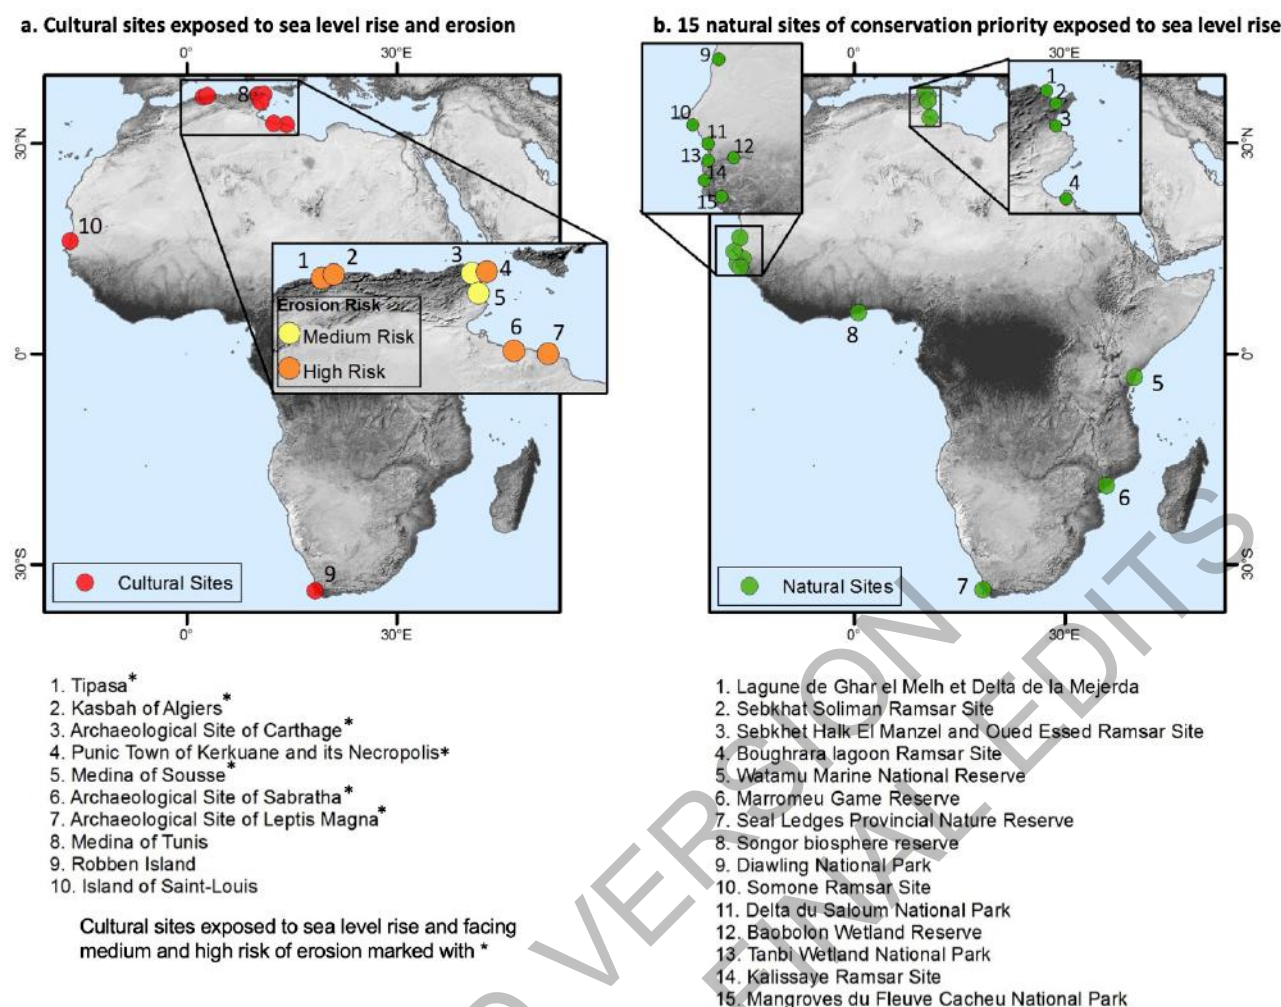 a. Cultural sites exposed to sea level rise and erosion
0° 30°E
30°N
0°
30°S
8
10
1 2 3 4
5
6 7
Erosion Risk
Medium Risk
High Risk
9
Cultural Sites
0° 30°E
1. Tipasa*
2. Kasbah of Algiers*
3. Archaeological Site of Carthage*
4. Punic Town of Kerkuane and its Necropolis*
5. Medina of Sousse*
6. Archaeological Site of Sabratha*
7. Archaeological Site of Leptis Magna*
8. Medina of Tunis
9. Robben Island
10. Island of Saint-Louis
Cultural sites exposed to sea level rise and facing
medium and high risk of erosion marked with *
b. 15 natural sites of conservation priority exposed to sea level rise
0° 30°E
9
10
11
12
13
14
15
1
2
3
4
30°N
0°
30°S
8
5
6
7
Natural Sites
0° 30°E
1. Lagune de Ghar el Melh et Delta de la Mejerda
2. Sebkhat Soliman Ramsar Site
3. Sebkhet Halk El Manzel and Oued Essed Ramsar Site
4. Boughrara lagoon Ramsar Site
5. Watamu Marine National Reserve
6. Marromeu Game Reserve
7. Seal Ledges Provincial Nature Reserve
8. Songor biosphere reserve
9. Diawling National Park
10. Somone Ramsar Site
11. Delta du Saloum National Park
12. Baobolon Wetland Reserve
13. Tanbi Wetland National Park
14. Kalissaye Ramsar Site
15. Mangroves du Fleuve Cacheu National Park
VERSION
FINAL EDITS